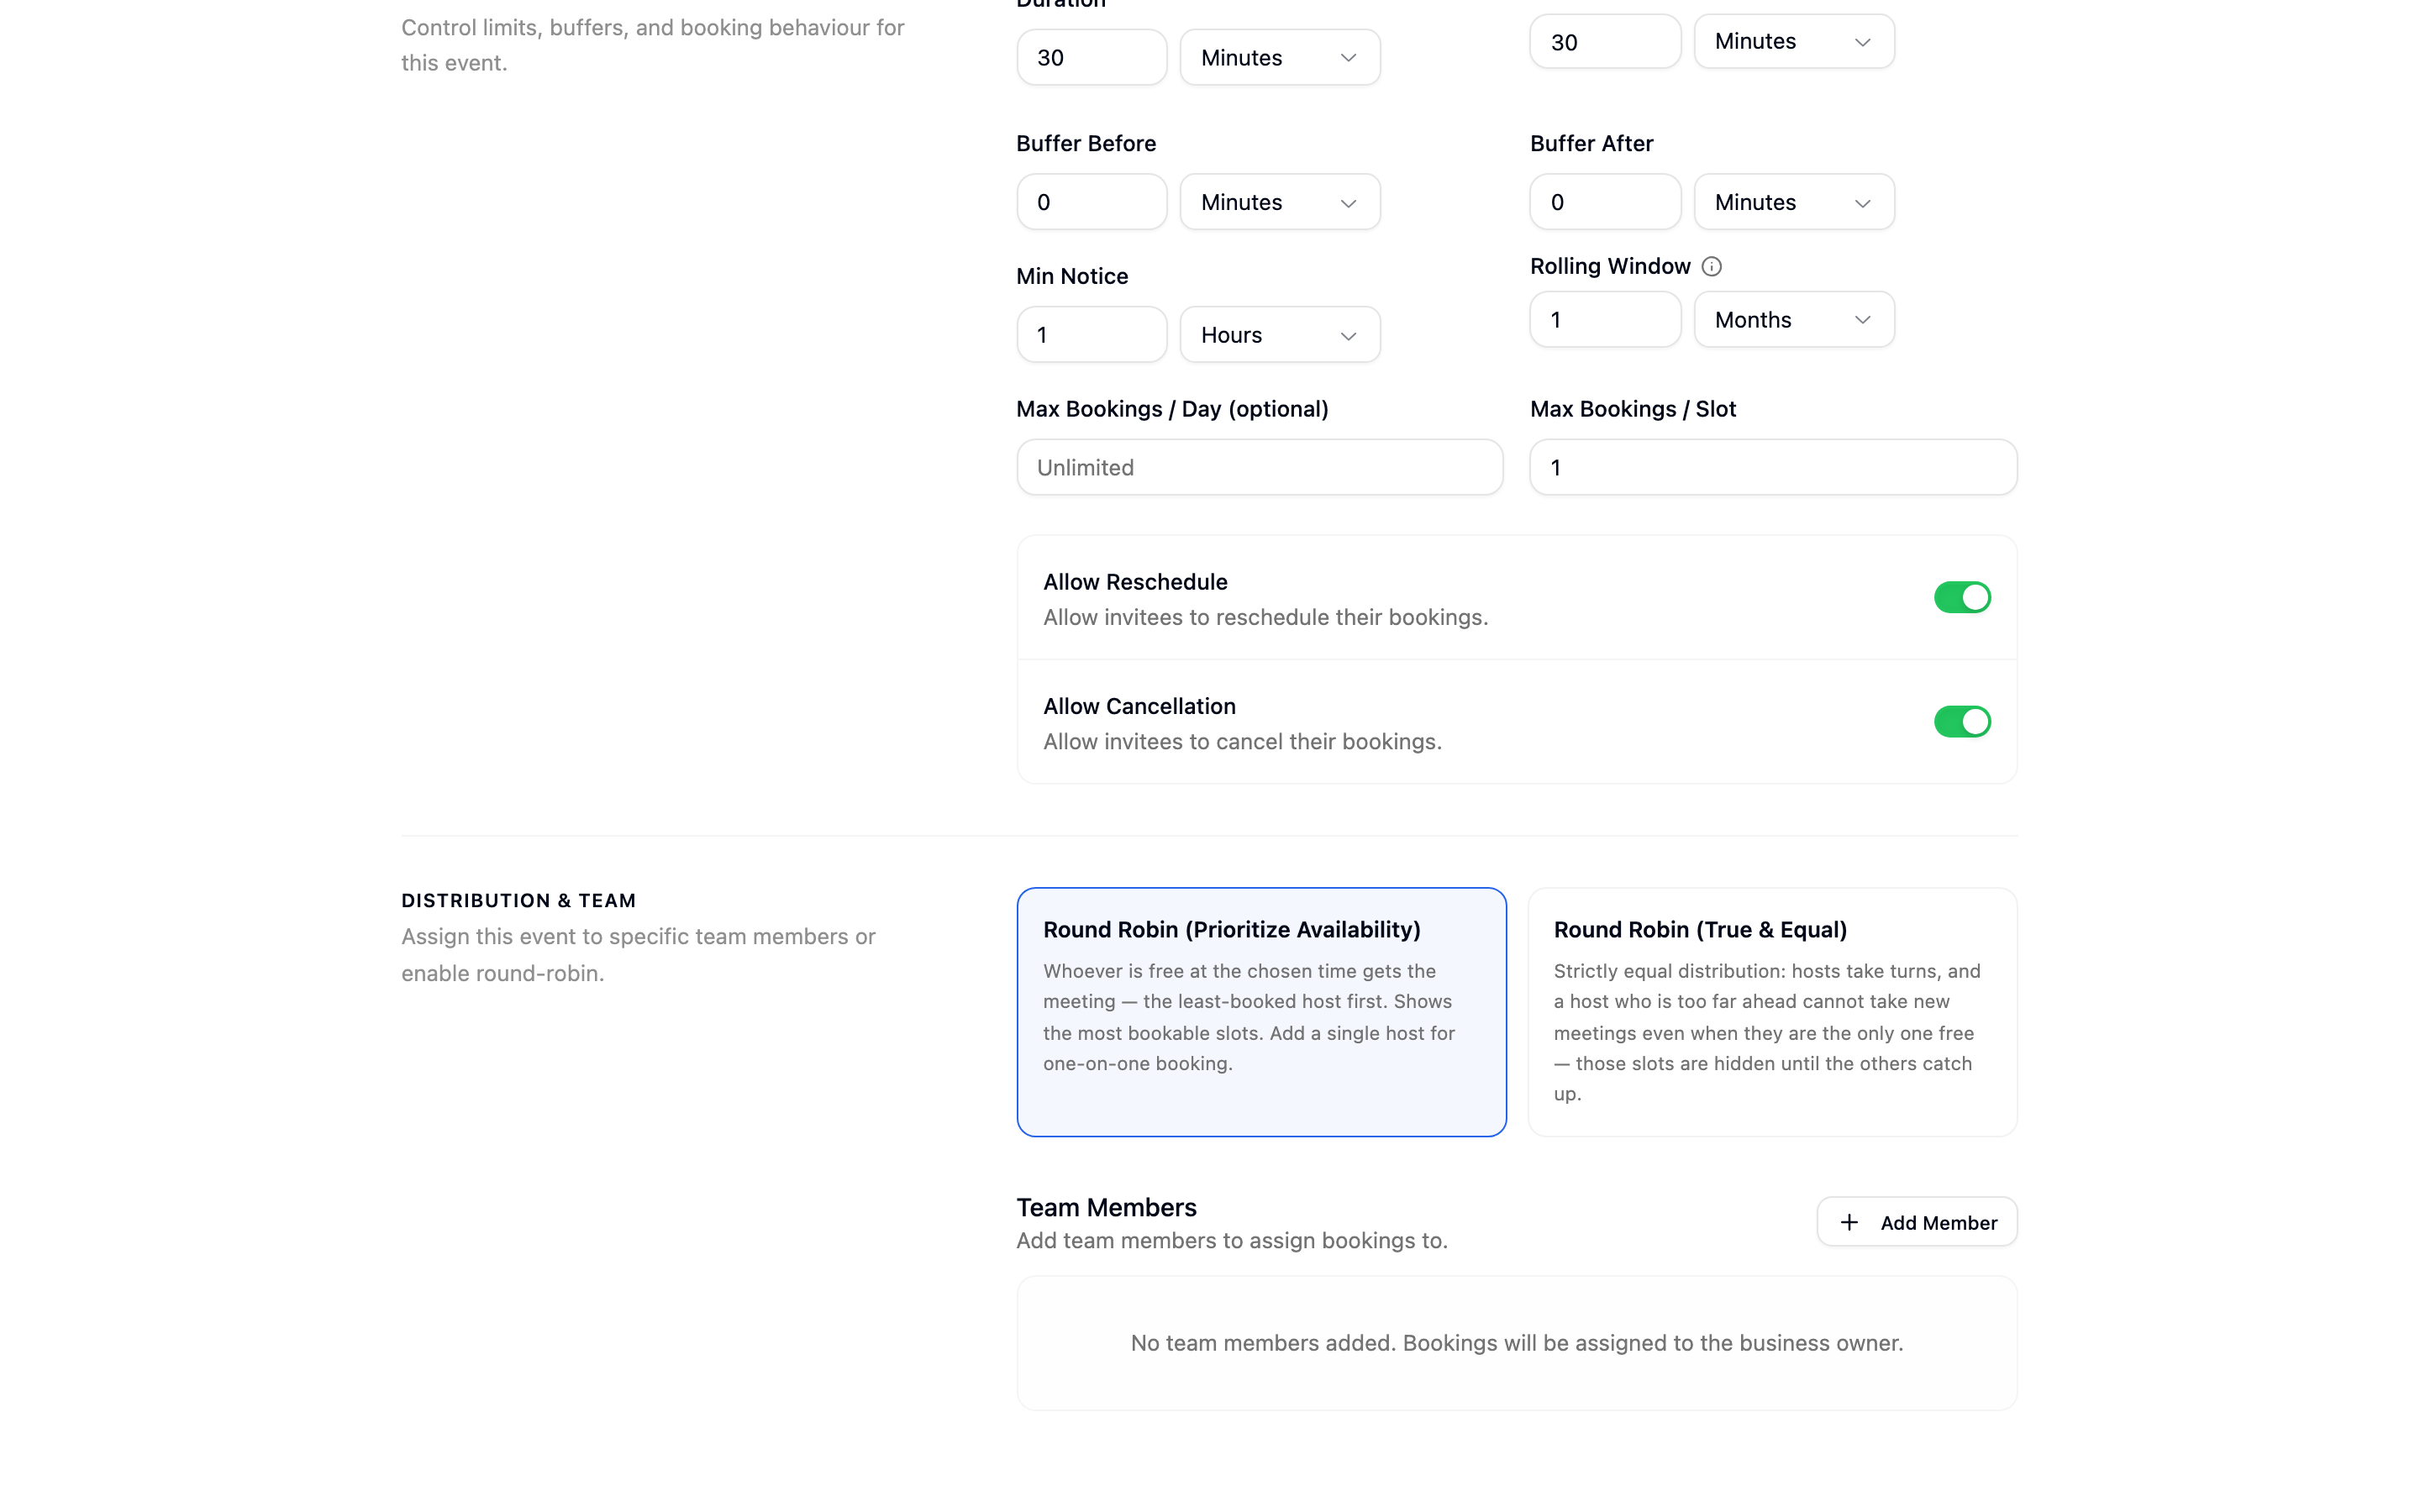 Control limits, buffers, and booking behaviour for
this event.
Duration
30
Minutes
30
Minutes
Buffer Before
Buffer After
0
Minutes
0
Minutes
Min Notice
Rolling Window
1
Hours
1
Months
Max Bookings / Day (optional)
Max Bookings / Slot
Unlimited
1
Allow Reschedule
Allow invitees to reschedule their bookings.
Allow Cancellation
Allow invitees to cancel their bookings.
DISTRIBUTION & TEAM
Assign this event to specific team members or
enable round-robin.
Round Robin (Prioritize Availability)
Whoever is free at the chosen time gets the
meeting — the least-booked host first. Shows
the most bookable slots. Add a single host for
one-on-one booking.
Round Robin (True & Equal)
Strictly equal distribution: hosts take turns, and
a host who is too far ahead cannot take new
meetings even when they are the only one free
— those slots are hidden until the others catch
up.
Team Members
Add team members to assign bookings to.
Add Member
No team members added. Bookings will be assigned to the business owner.